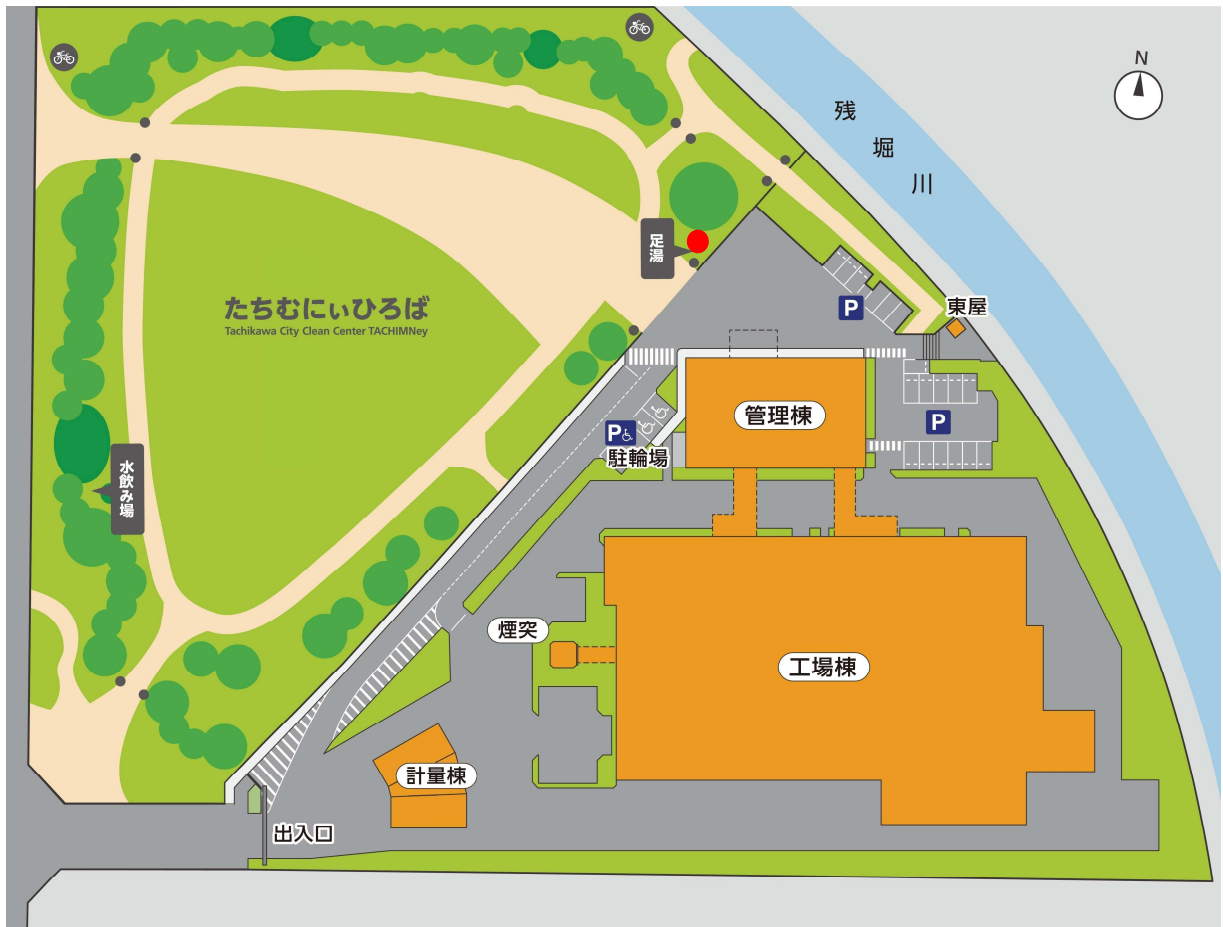 N
残堀川
足湯
たちむにぃひろば
Tachikawa City Clean Center TACHIMNey
P
東屋
管理棟
P
P
駐輪場
水飲み場
煙突
工場棟
計量棟
出入口